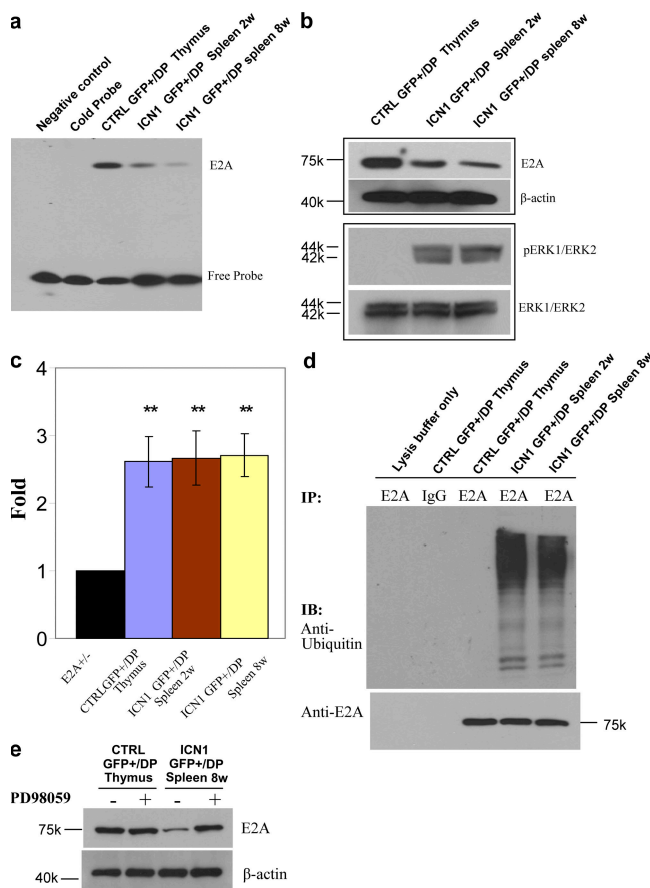 a
Negative control
Cold Probe
CTRL GFP+/DP Thymus
ICN1 GFP+/DP Spleen 2w
ICN1 GFP+/DP spleen 8w
E2A
Free Probe
b
CTRL GFP+/DP Thymus
ICN1 GFP+/DP Spleen 2w
ICN1 GFP+/DP spleen 8w
75k
E2A
40k
β-actin
44k
42k
pERK1/ERK2
44k
42k
ERK1/ERK2
c
Fold
4
3
2
1
0
**
**
**
E2A+/-
CTRLGFP+/DP
Thymus
ICN1 GFP+/DP
Spleen 2w
ICN1 GFP+/DP
Spleen 8w
d
Lysis buffer only
CTRL GFP+/DP Thymus
CTRL GFP+/DP Thymus
ICN1 GFP+/DP Spleen 2w
ICN1 GFP+/DP Spleen 8w
IP: E2A IgG E2A E2A E2A
IB:
Anti-
Ubiquitin
Anti-E2A
75k
e
CTRL
GFP+/DP
Thymus
ICN1
GFP+/DP
Spleen 8w
PD98059 - + - +
75k
E2A
40k
β-actin